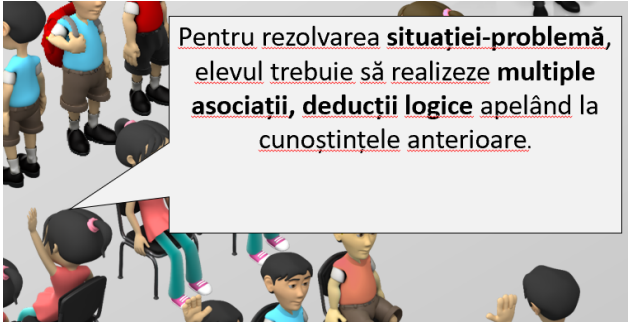 Pentru rezolvarea situației-problemă,
elevul trebuie să realizeze multiple
asociații, deducții logice apelând la
cunoștințele anterioare.